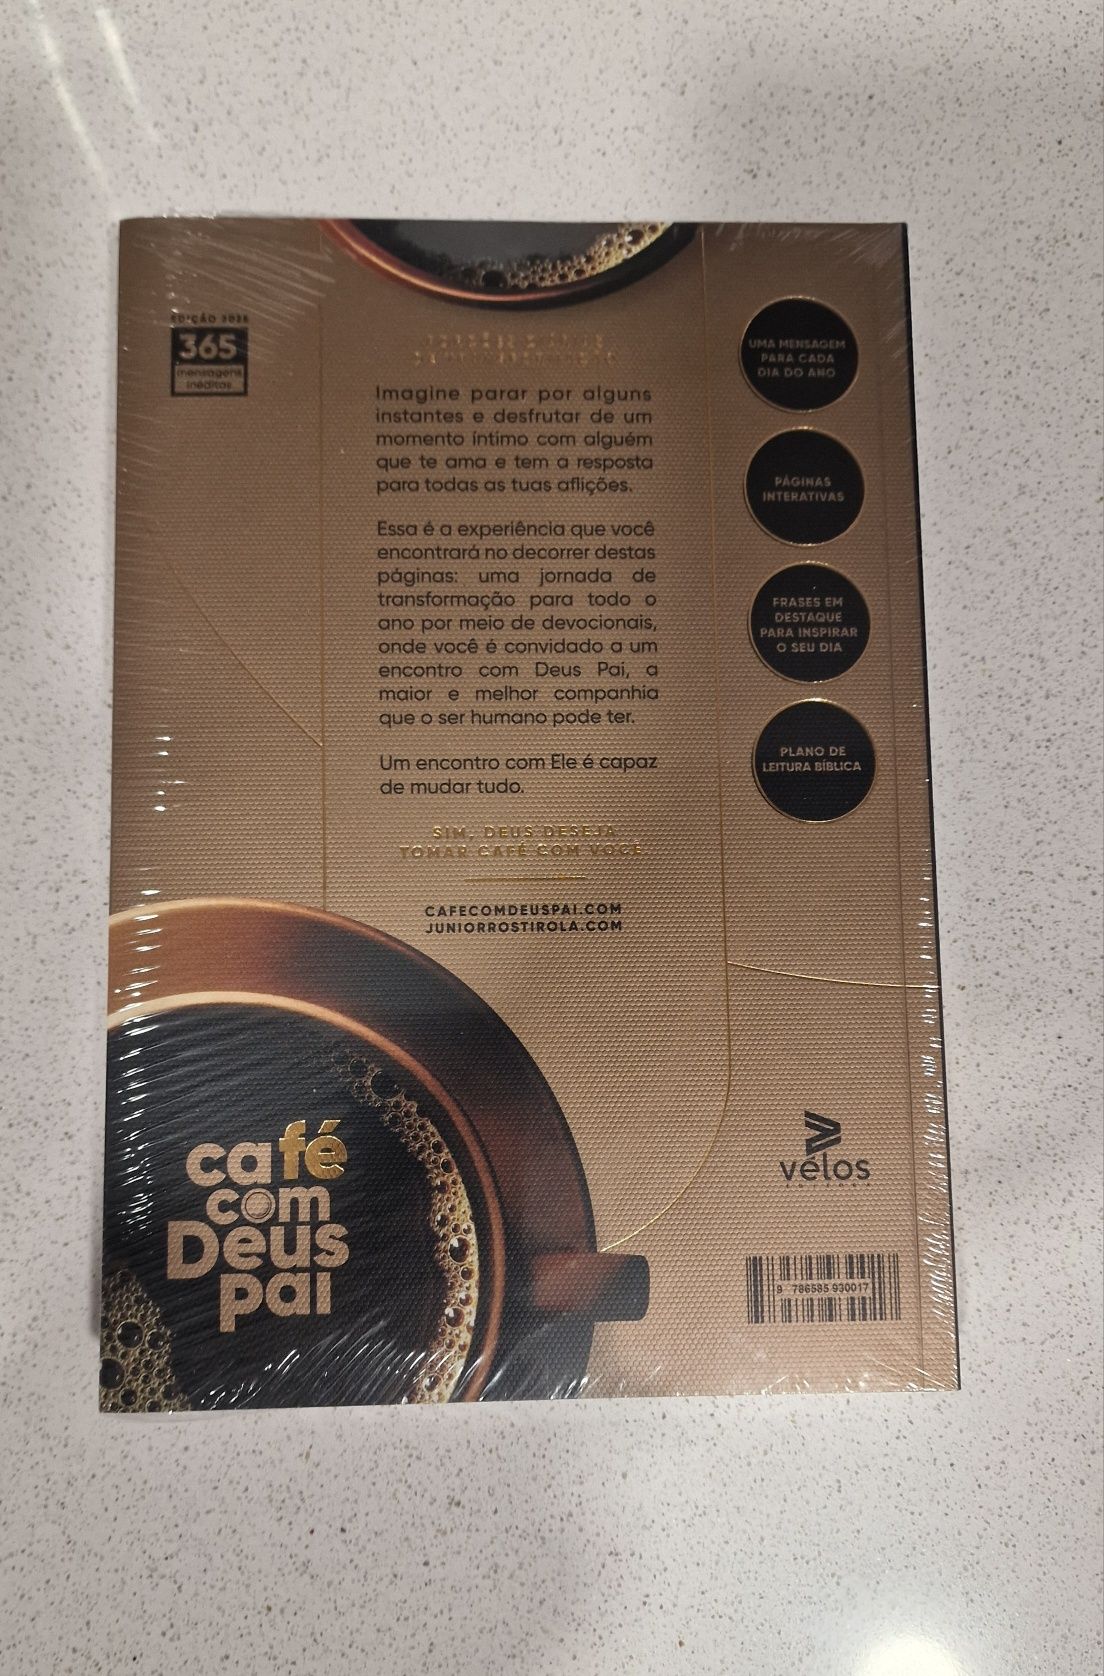 EDIÇÃO
365
mensagens
inéditas
Imagine parar por alguns
instantes e desfrutar de um
momento íntimo com alguém
que te ama e tem a resposta
para todas as tuas aflições.
Essa é a experiência que você
encontrará no decorrer destas
páginas: uma jornada de
transformação para todo o
ano por meio de devocionais,
onde você é convidado a um
encontro com Deus Pai, a
maior e melhor companhia
que o ser humano pode ter.
Um encontro com Ele é capaz
de mudar tudo.
SIM, DEUS DESEJA
TOMAR CAFÉ COM VOCÊ.
CAFECOMDEUSPAI.COM
JUNIORROSTIROLA.COM
UMA MENSAGEM
PARA CADA
DIA DO ANO
PÁGINAS
INTERATIVAS
FRASES EM
DESTAQUE
PARA INSPIRAR
O SEU DIA
PLANO DE
LEITURA BÍBLICA
café
com
Deus
pai
vélos
9 786585 930017